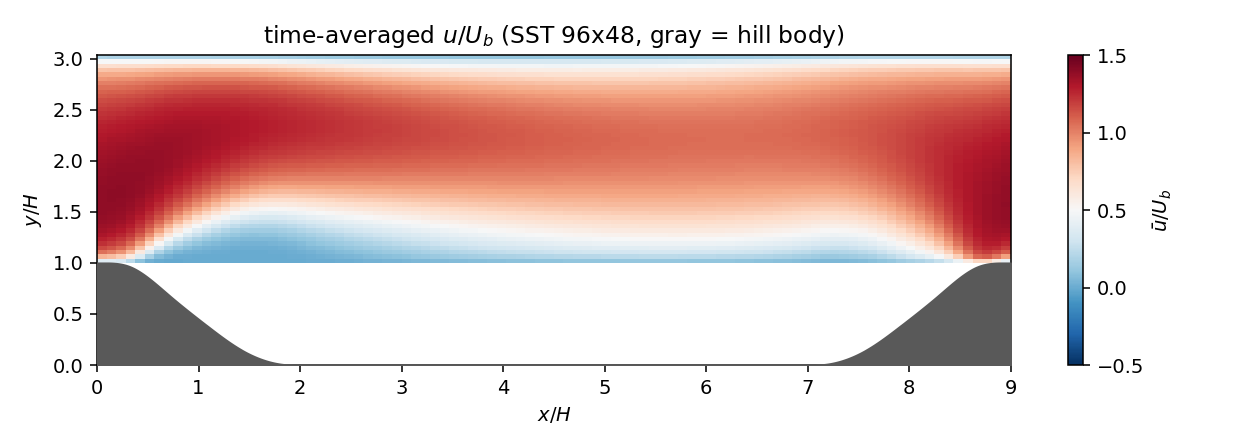 time-averaged u/U_b (SST 96x48, gray = hill body)
3.0
2.5
2.0
1.5
1.0
0.5
0.0
y/H
0 1 2 3 4 5 6 7 8 9
x/H
1.5
1.0
0.5
0.0
−0.5
ū/U_b